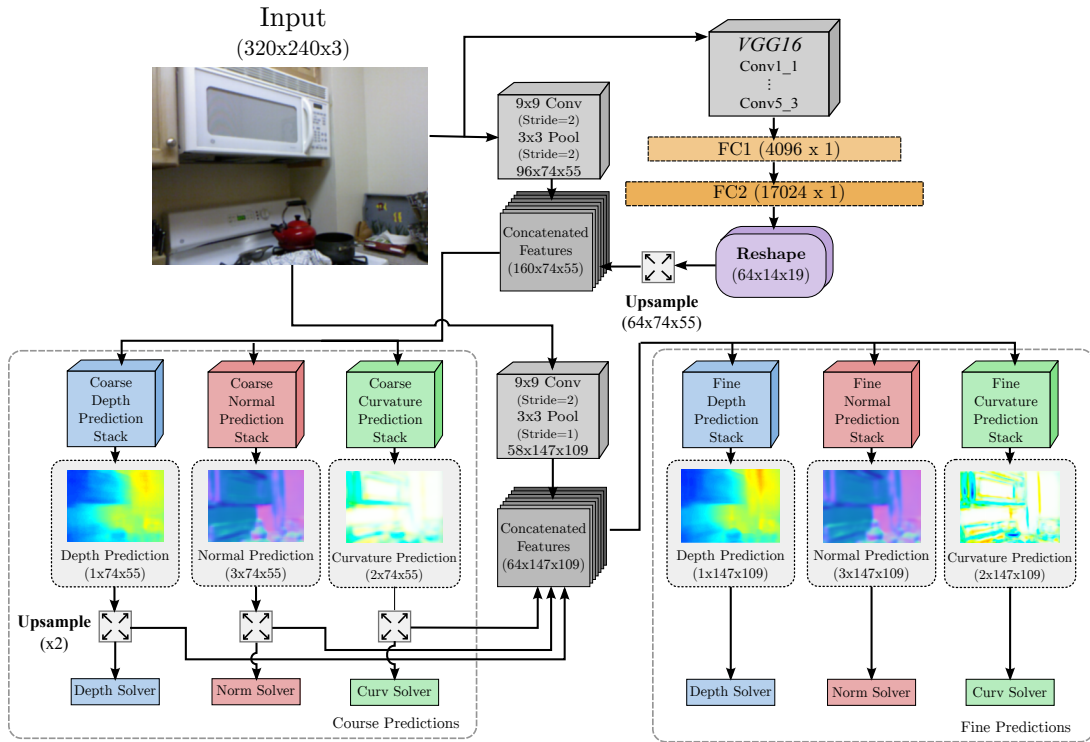 Input
(320x240x3)
VGG16
Conv1_1
⋮
Conv5_3
9x9 Conv
(Stride=2)
3x3 Pool
(Stride=2)
96x74x55
FC1 (4096 x 1)
FC2 (17024 x 1)
Concatenated
Features
(160x74x55)
Reshape
(64x14x19)
Upsample
(64x74x55)
Coarse
Depth
Prediction
Stack
Coarse
Normal
Prediction
Stack
Coarse
Curvature
Prediction
Stack
9x9 Conv
(Stride=2)
3x3 Pool
(Stride=1)
58x147x109
Fine
Depth
Prediction
Stack
Fine
Normal
Prediction
Stack
Fine
Curvature
Prediction
Stack
Depth Prediction
(1x74x55)
Normal Prediction
(3x74x55)
Curvature Prediction
(2x74x55)
Concatenated
Features
(64x147x109)
Depth Prediction
(1x147x109)
Normal Prediction
(3x147x109)
Curvature Prediction
(2x147x109)
Upsample
(x2)
Depth Solver
Norm Solver
Curv Solver
Course Predictions
Depth Solver
Norm Solver
Curv Solver
Fine Predictions